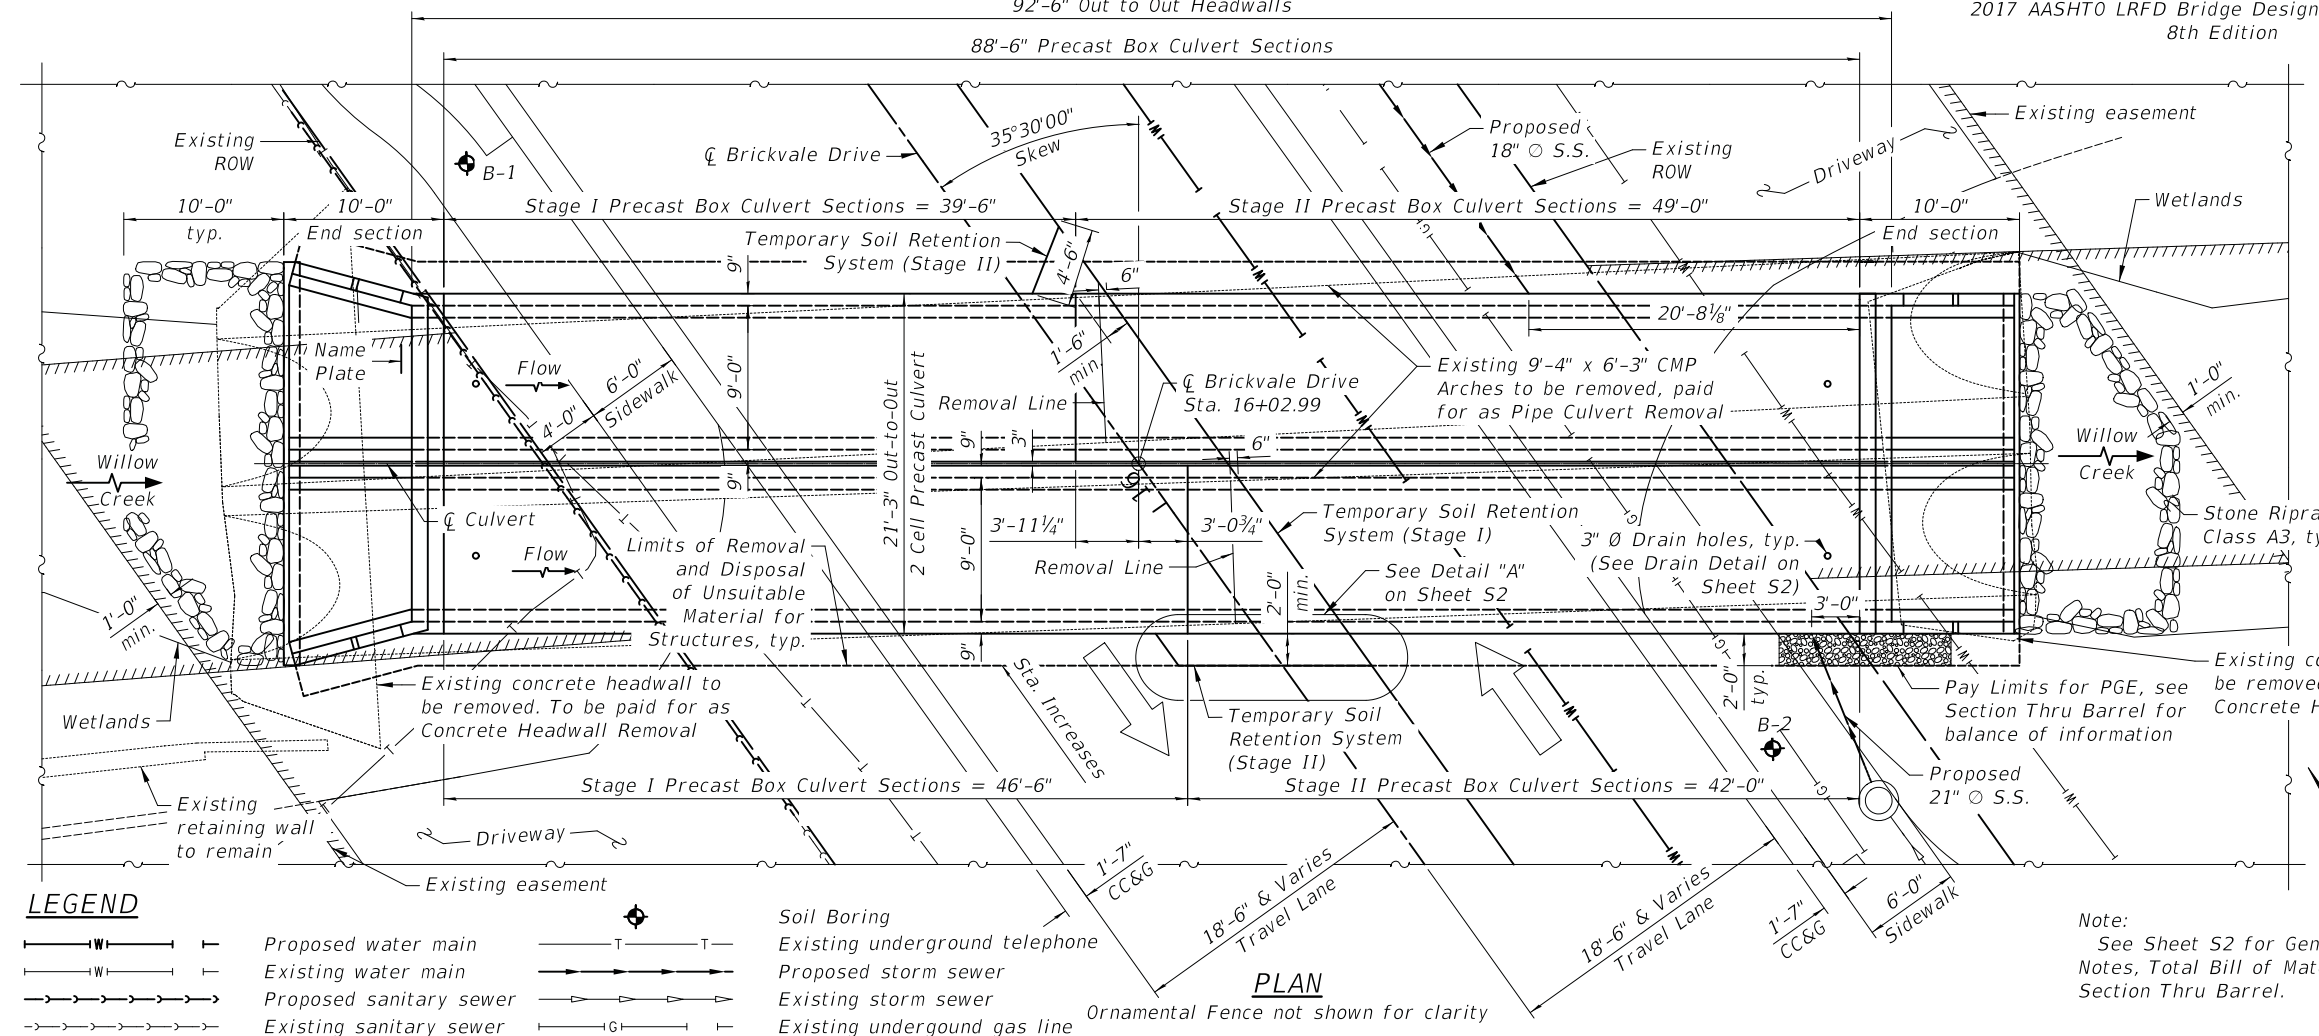 92'-6" Out to Out Headwalls
2017 AASHTO LRFD Bridge Design
8th Edition
88'-6" Precast Box Culvert Sections
Existing
ROW
B-1
℄ Brickvale Drive
35°30'00"
Skew
Proposed
18" ∅ S.S.
Existing
ROW
Driveway
Existing easement
Wetlands
10'-0"
typ.
10'-0"
End section
Stage I Precast Box Culvert Sections = 39'-6"
Stage II Precast Box Culvert Sections = 49'-0"
10'-0"
End section
Temporary Soil Retention
System (Stage II)
4'-6"
6"
9"
1'-6"
min.
20'-8⅛"
Name
Plate
Flow
6'-0"
Sidewalk
4'-0"
9'-0"
21'-3" Out-to-Out
2 Cell Precast Culvert
Removal Line
℄ Brickvale Drive
Sta. 16+02.99
Existing 9'-4" x 6'-3" CMP
Arches to be removed, paid
for as Pipe Culvert Removal
1'-0"
min.
Willow
Creek
Willow
Creek
9"
9"
3"
6"
16
℄ Culvert
3'-11¼"
3'-0¾"
9'-0"
Temporary Soil Retention
System (Stage I)
3" Ø Drain holes, typ.
(See Drain Detail on
Sheet S2)
Stone Ripra
Class A3, ty
Flow
Limits of Removal
and Disposal
of Unsuitable
Material for
Structures, typ.
Removal Line
2'-0"
min.
See Detail "A"
on Sheet S2
3'-0"
1'-0"
min.
9"
Wetlands
Existing concrete headwall to
be removed. To be paid for as
Concrete Headwall Removal
Sta. Increases
Temporary Soil
Retention System
(Stage II)
2'-0"
typ.
B-2
Pay Limits for PGE, see
Section Thru Barrel for
balance of information
Existing co
be remove
Concrete H
Proposed
21" ∅ S.S.
Stage I Precast Box Culvert Sections = 46'-6"
Stage II Precast Box Culvert Sections = 42'-0"
Existing
retaining wall
to remain
Driveway
Existing easement
1'-7"
CC&G
18'-6" & Varies
Travel Lane
18'-6" & Varies
Travel Lane
1'-7"
CC&G
6'-0"
Sidewalk
LEGEND
W Proposed water main
W Existing water main
Proposed sanitary sewer
Existing sanitary sewer
Soil Boring
T T Existing underground telephone
Proposed storm sewer
Existing storm sewer
G Existing undergound gas line
PLAN
Ornamental Fence not shown for clarity
Note:
See Sheet S2 for Gen
Notes, Total Bill of Mat
Section Thru Barrel.